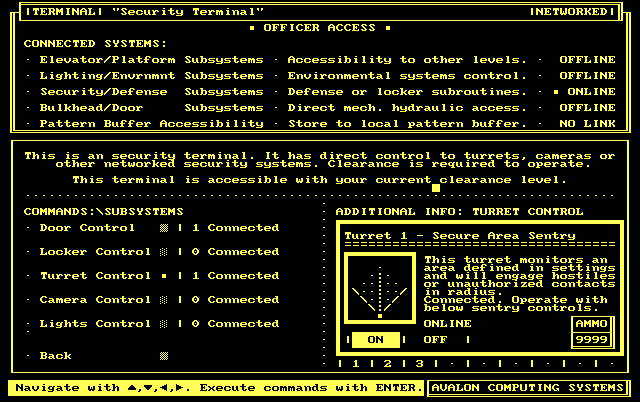 |TERMINAL| "Security Terminal" |NETWORKED|
▪ OFFICER ACCESS ▪
CONNECTED SYSTEMS:
· Elevator/Platform Subsystems · Accessibility to other levels. · OFFLINE
· Lighting/Envrnmnt Subsystems · Environmental systems control. · OFFLINE
· Security/Defense Subsystems · Defense or locker subroutines. · ▪ ONLINE
· Bulkhead/Door Subsystems · Direct mech. hydraulic access. · OFFLINE
· Pattern Buffer Accessibility · Store to local pattern buffer. · NO LINK
This is an security terminal. It has direct control to turrets, cameras or
other networked security systems. Clearance is required to operate.
This terminal is accessible with your current clearance level.
COMMANDS:\SUBSYSTEMS
· Door Control | 1 Connected
· Locker Control | 0 Connected
· Turret Control ▪ | 1 Connected
· Camera Control | 0 Connected
· Lights Control | 0 Connected
· Back
ADDITIONAL INFO: TURRET CONTROL
Turret 1 - Secure Area Sentry
This turret monitors an
area defined in settings
and will engage hostiles
or unauthorized contacts
in radius.
Connected. Operate with
below sentry controls.
ONLINE AMMO
| ON | OFF | 9999
| 1 | 2 | 3 | · | · | · | · | · | · | ·
Navigate with ▲,▼,◄,►. Execute commands with ENTER. AVALON COMPUTING SYSTEMS